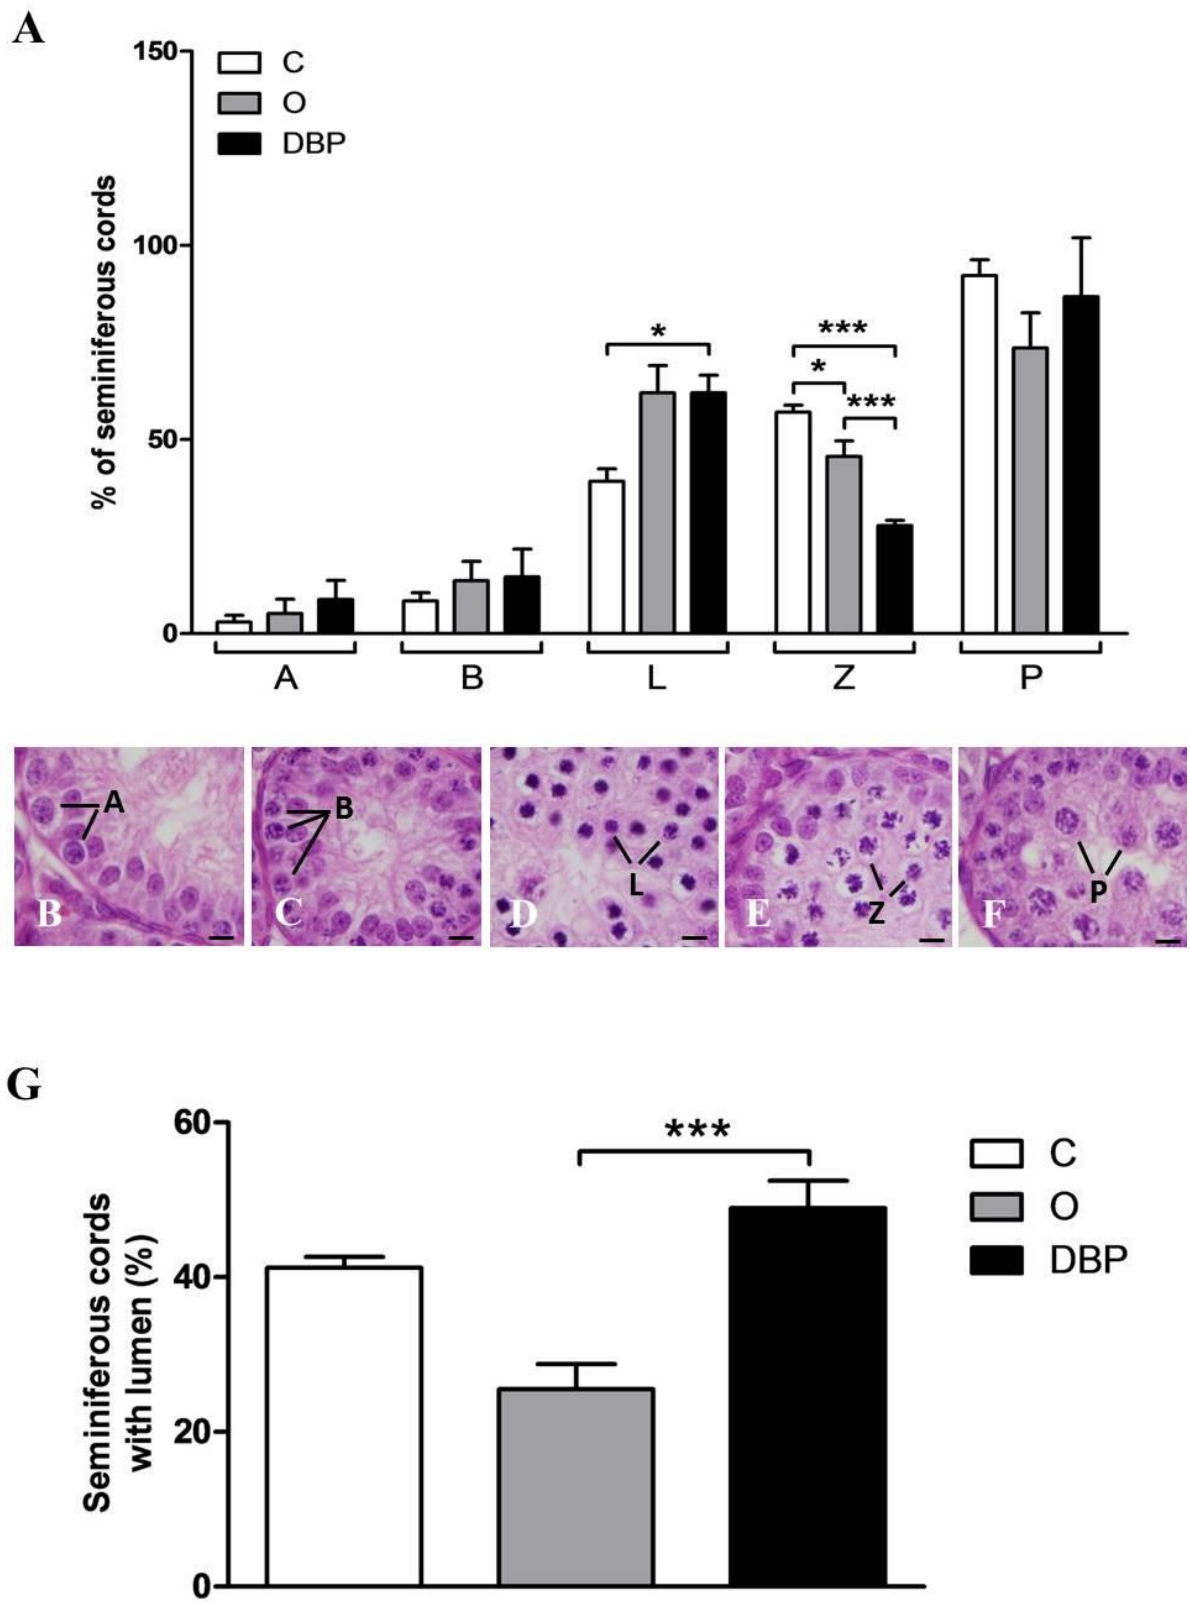 A
150
100
50
0
% of seminiferous cords
C
O
DBP
*
***
*
***
A B L Z P
A
B
B
C
L
D
Z
E
P
F
G
60
40
20
0
Seminiferous cords
with lumen (%)
***
C
O
DBP